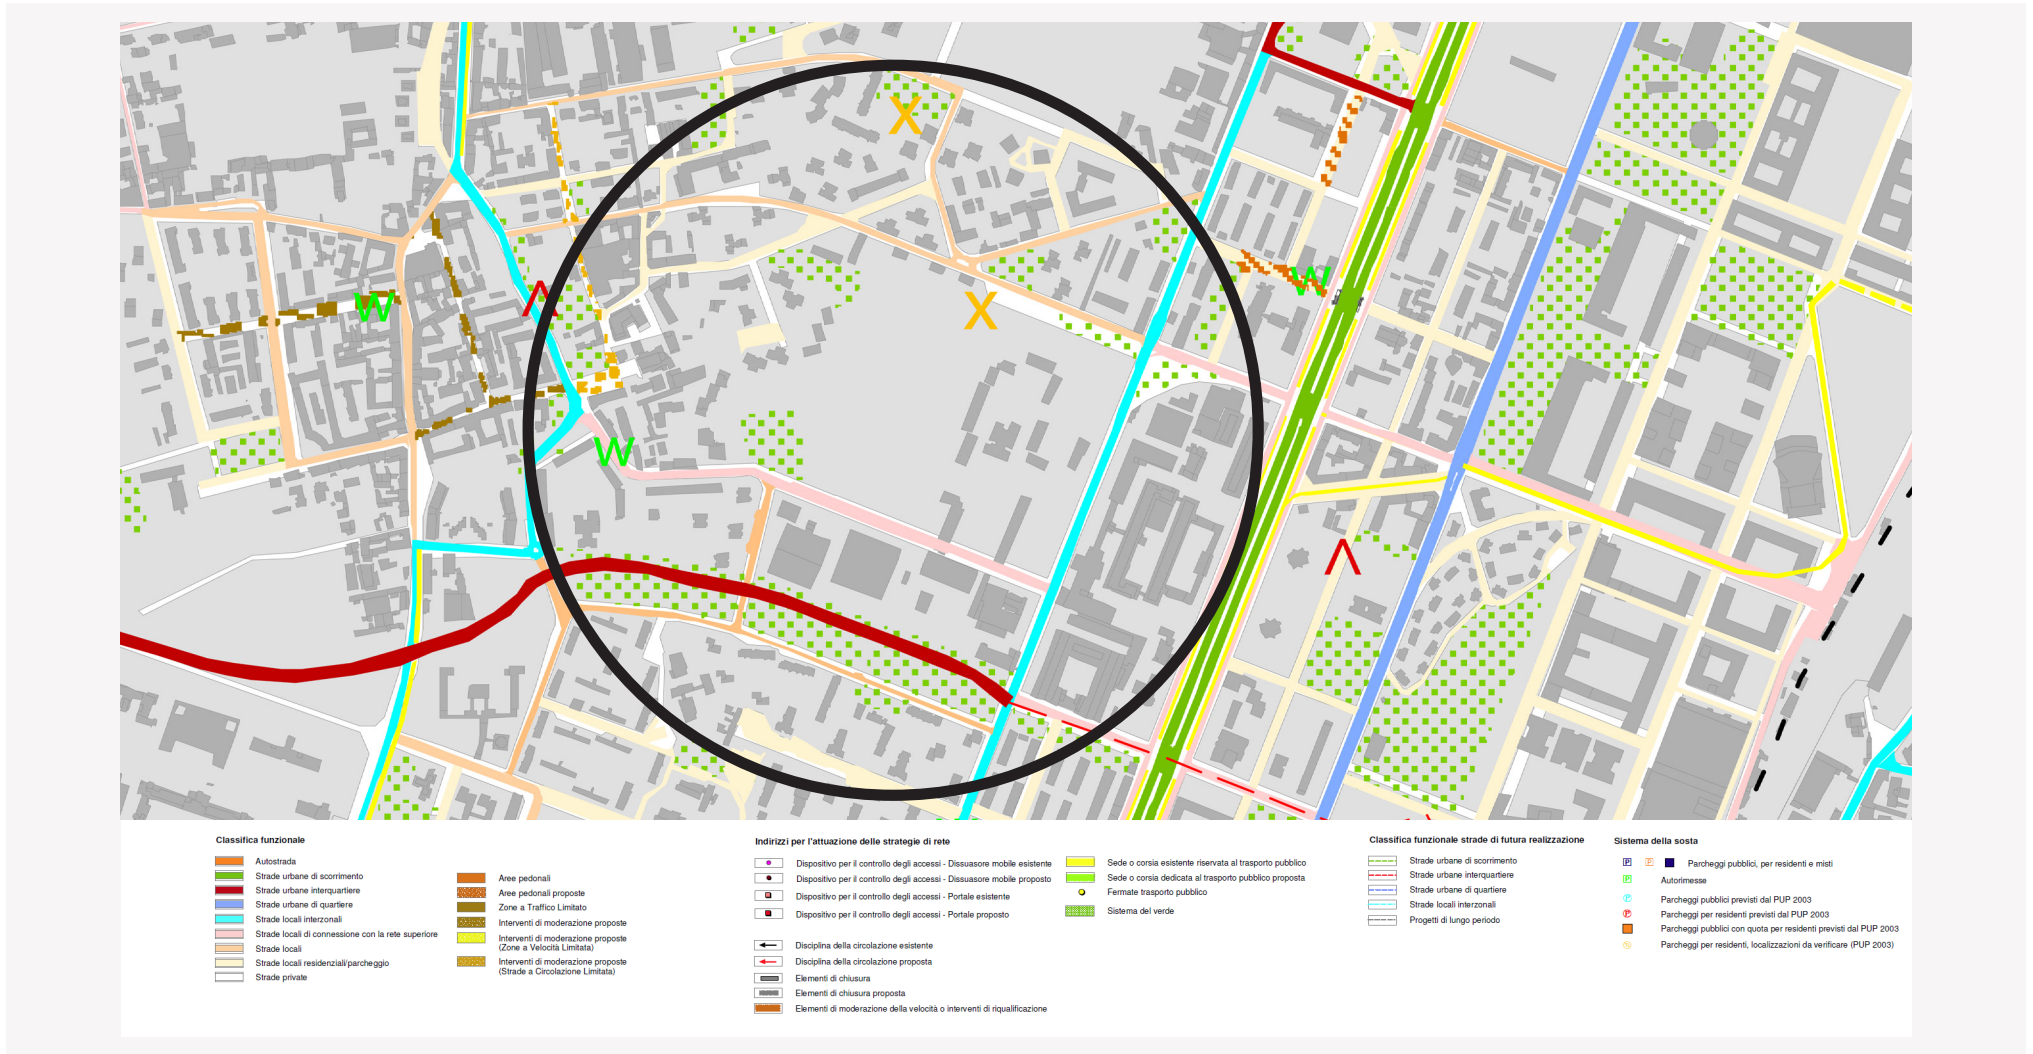 X
X
Λ
W
W
W
Λ
Classifica funzionale
Autostrada
Strade urbane di scorrimento
Strade urbane interquartiere
Strade urbane di quartiere
Strade locali interzonali
Strade locali di connessione con la rete superiore
Strade locali
Strade locali residenziali/parcheggio
Strade private
Aree pedonali
Aree pedonali proposte
Zone a Traffico Limitato
Interventi di moderazione proposte
Interventi di moderazione proposte
(Zone a Velocità Limitata)
Interventi di moderazione proposte
(Strade a Circolazione Limitata)
Indirizzi per l'attuazione delle strategie di rete
Dispositivo per il controllo degli accessi - Dissuasore mobile esistente
Dispositivo per il controllo degli accessi - Dissuasore mobile proposto
Dispositivo per il controllo degli accessi - Portale esistente
Dispositivo per il controllo degli accessi - Portale proposto
Disciplina della circolazione esistente
Disciplina della circolazione proposta
Elementi di chiusura
Elementi di chiusura proposta
Elementi di moderazione della velocità o interventi di riqualificazione
Sede o corsia esistente riservata al trasporto pubblico
Sede o corsia dedicata al trasporto pubblico proposta
Fermate trasporto pubblico
Sistema del verde
Classifica funzionale strade di futura realizzazione
Strade urbane di scorrimento
Strade urbane interquartiere
Strade urbane di quartiere
Strade locali interzonali
Progetti di lungo periodo
Sistema della sosta
P P Parcheggi pubblici, per residenti e misti
P Autorimesse
P Parcheggi pubblici previsti dal PUP 2003
P Parcheggi per residenti previsti dal PUP 2003
Parcheggi pubblici con quota per residenti previsti dal PUP 2003
Parcheggi per residenti, localizzazioni da verificare (PUP 2003)